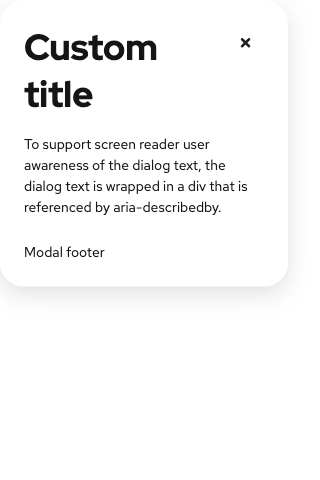 Custom
title
To support screen reader user
awareness of the dialog text, the
dialog text is wrapped in a div that is
referenced by aria-describedby.
Modal footer